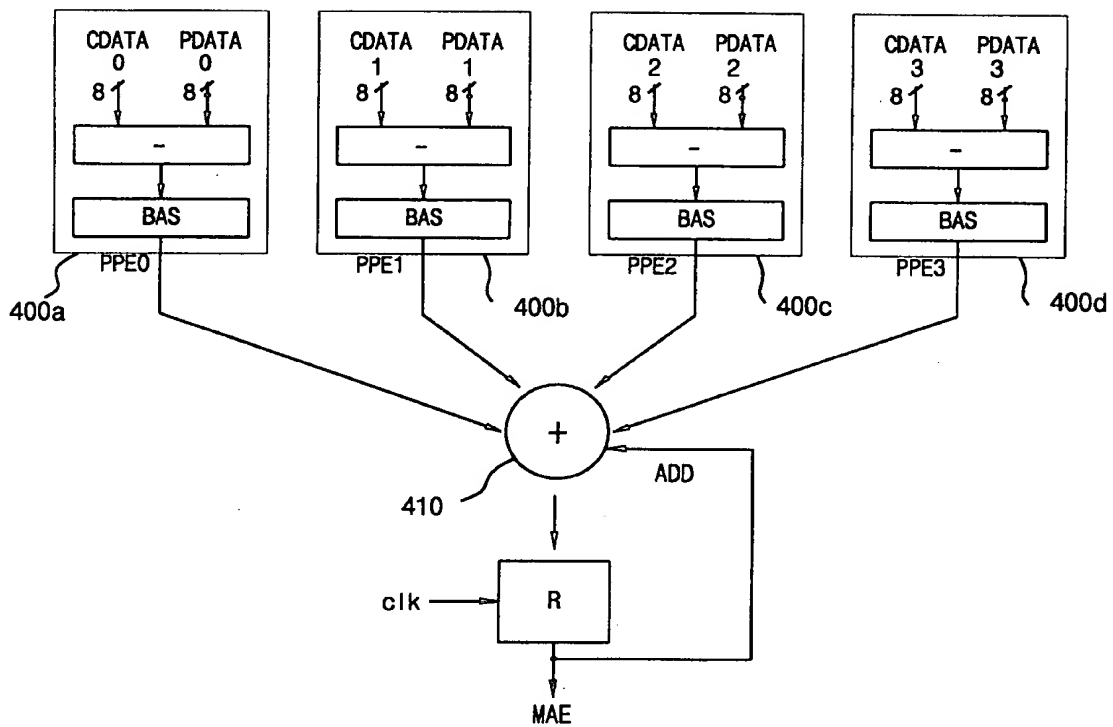 CDATA PDATA CDATA PDATA CDATA PDATA CDATA PDATA
0 0 1 1 2 2 3 3
8 8 8 8 8 8 8 8
- - - -
BAS BAS BAS BAS
PPE0 PPE1 PPE2 PPE3
400a 400b 400c 400d
+
ADD
410
clk R
MAE